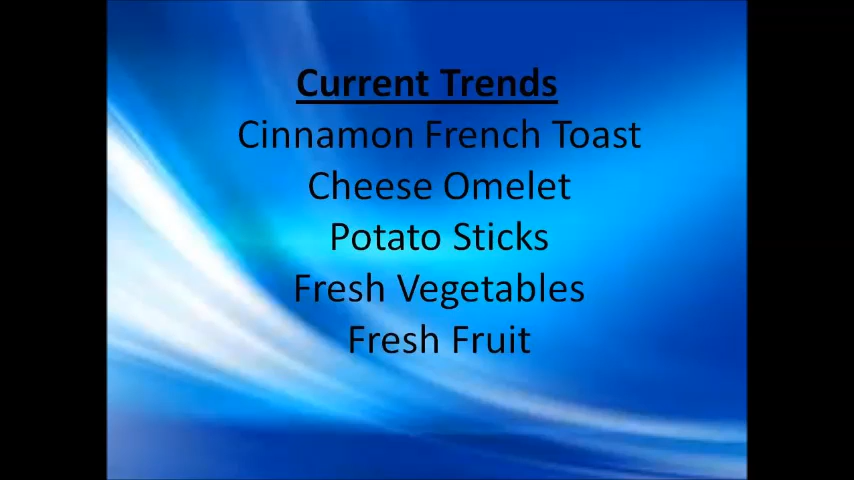 Current Trends
Cinnamon French Toast
Cheese Omelet
Potato Sticks
Fresh Vegetables
Fresh Fruit